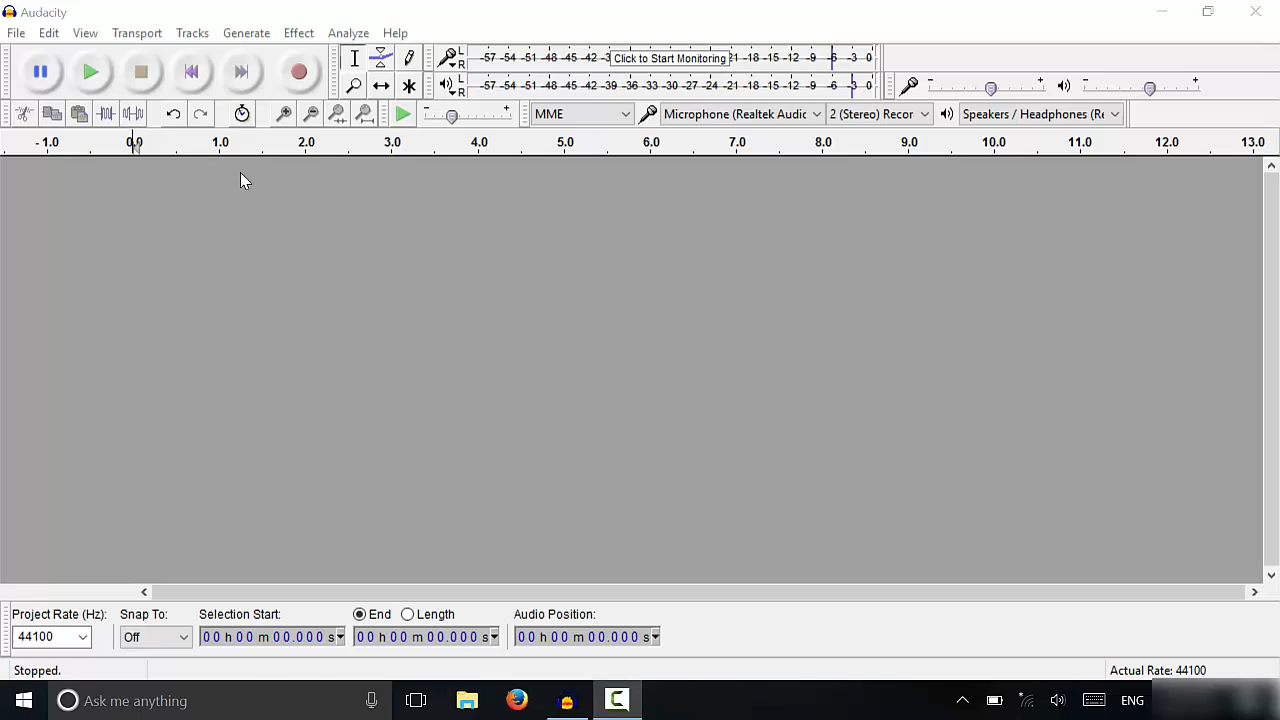 Audacity
File Edit View Transport Tracks Generate Effect Analyze Help
L
R
-57 -54 -51 -48 -45 -42 -3 Click to Start Monitoring 21 -18 -15 -12 -9 -6 -3 0
L
R
-57 -54 -51 -48 -45 -42 -39 -36 -33 -30 -27 -24 -21 -18 -15 -12 -9 -6 -3 0
- + - +
- + MME Microphone (Realtek Audic 2 (Stereo) Recor Speakers / Headphones (Re
- 1.0 0.0 1.0 2.0 3.0 4.0 5.0 6.0 7.0 8.0 9.0 10.0 11.0 12.0 13.0
Project Rate (Hz): Snap To: Selection Start: End Length Audio Position:
44100 Off 00 h 00 m 00.000 s 00 h 00 m 00.000 s 00 h 00 m 00.000 s
Stopped. Actual Rate: 44100
Ask me anything ENG